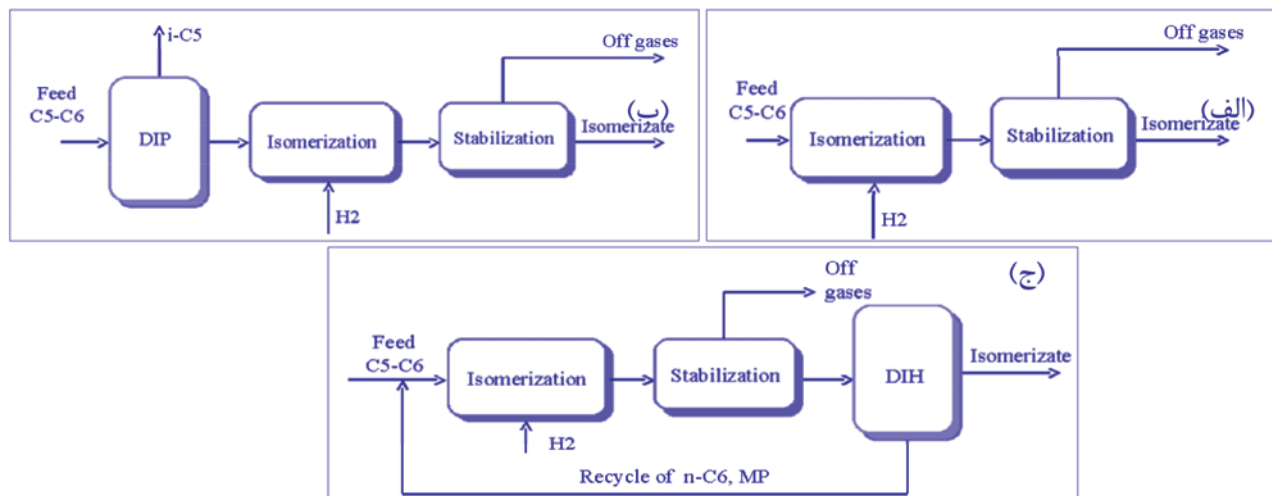 (ب)
i-C5
Off gases
Feed
C5-C6
DIP
Isomerization
Stabilization
Isomerizate
H2
(الف)
Off gases
Feed
C5-C6
Isomerization
Stabilization
Isomerizate
H2
(ج)
Off
gases
Feed
C5-C6
Isomerization
Stabilization
DIH
Isomerizate
H2
Recycle of n-C6, MP